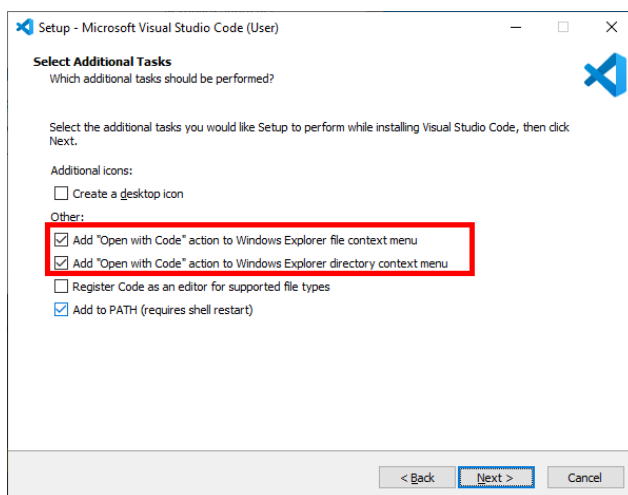 Setup - Microsoft Visual Studio Code (User)
Select Additional Tasks
Which additional tasks should be performed?
Select the additional tasks you would like Setup to perform while installing Visual Studio Code, then click
Next.
Additional icons:
Create a desktop icon
Other:
Add "Open with Code" action to Windows Explorer file context menu
Add "Open with Code" action to Windows Explorer directory context menu
Register Code as an editor for supported file types
Add to PATH (requires shell restart)
< Back Next > Cancel